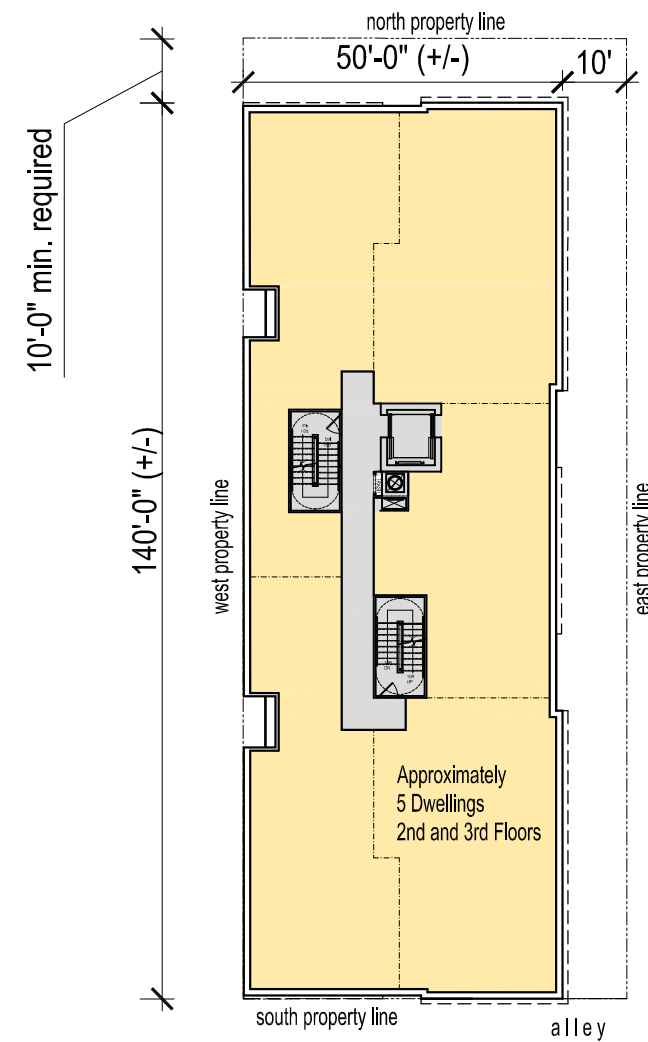 north property line
50'-0" (+/-)
10'
10'-0" min. required
140'-0" (+/-)
west property line
east property line
Approximately
5 Dwellings
2nd and 3rd Floors
south property line
alley